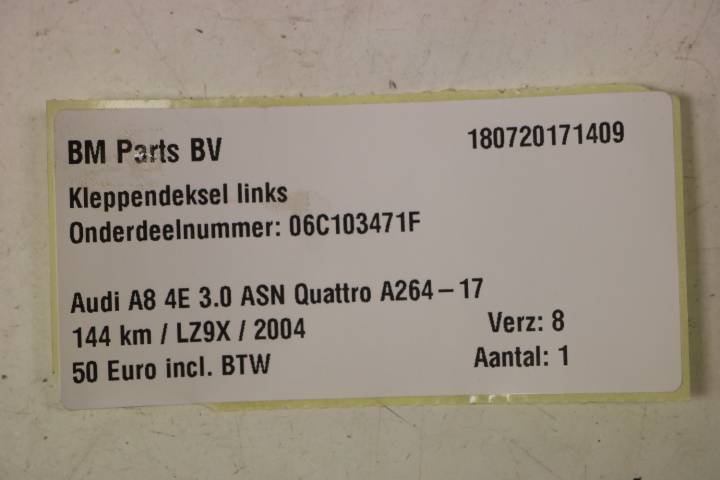 BM Parts BV
180720171409
Kleppendeksel links
Onderdeelnummer: 06C103471F
Audi A8 4E 3.0 ASN Quattro A264-17
144 km / LZ9X / 2004
Verz: 8
50 Euro incl. BTW
Aantal: 1